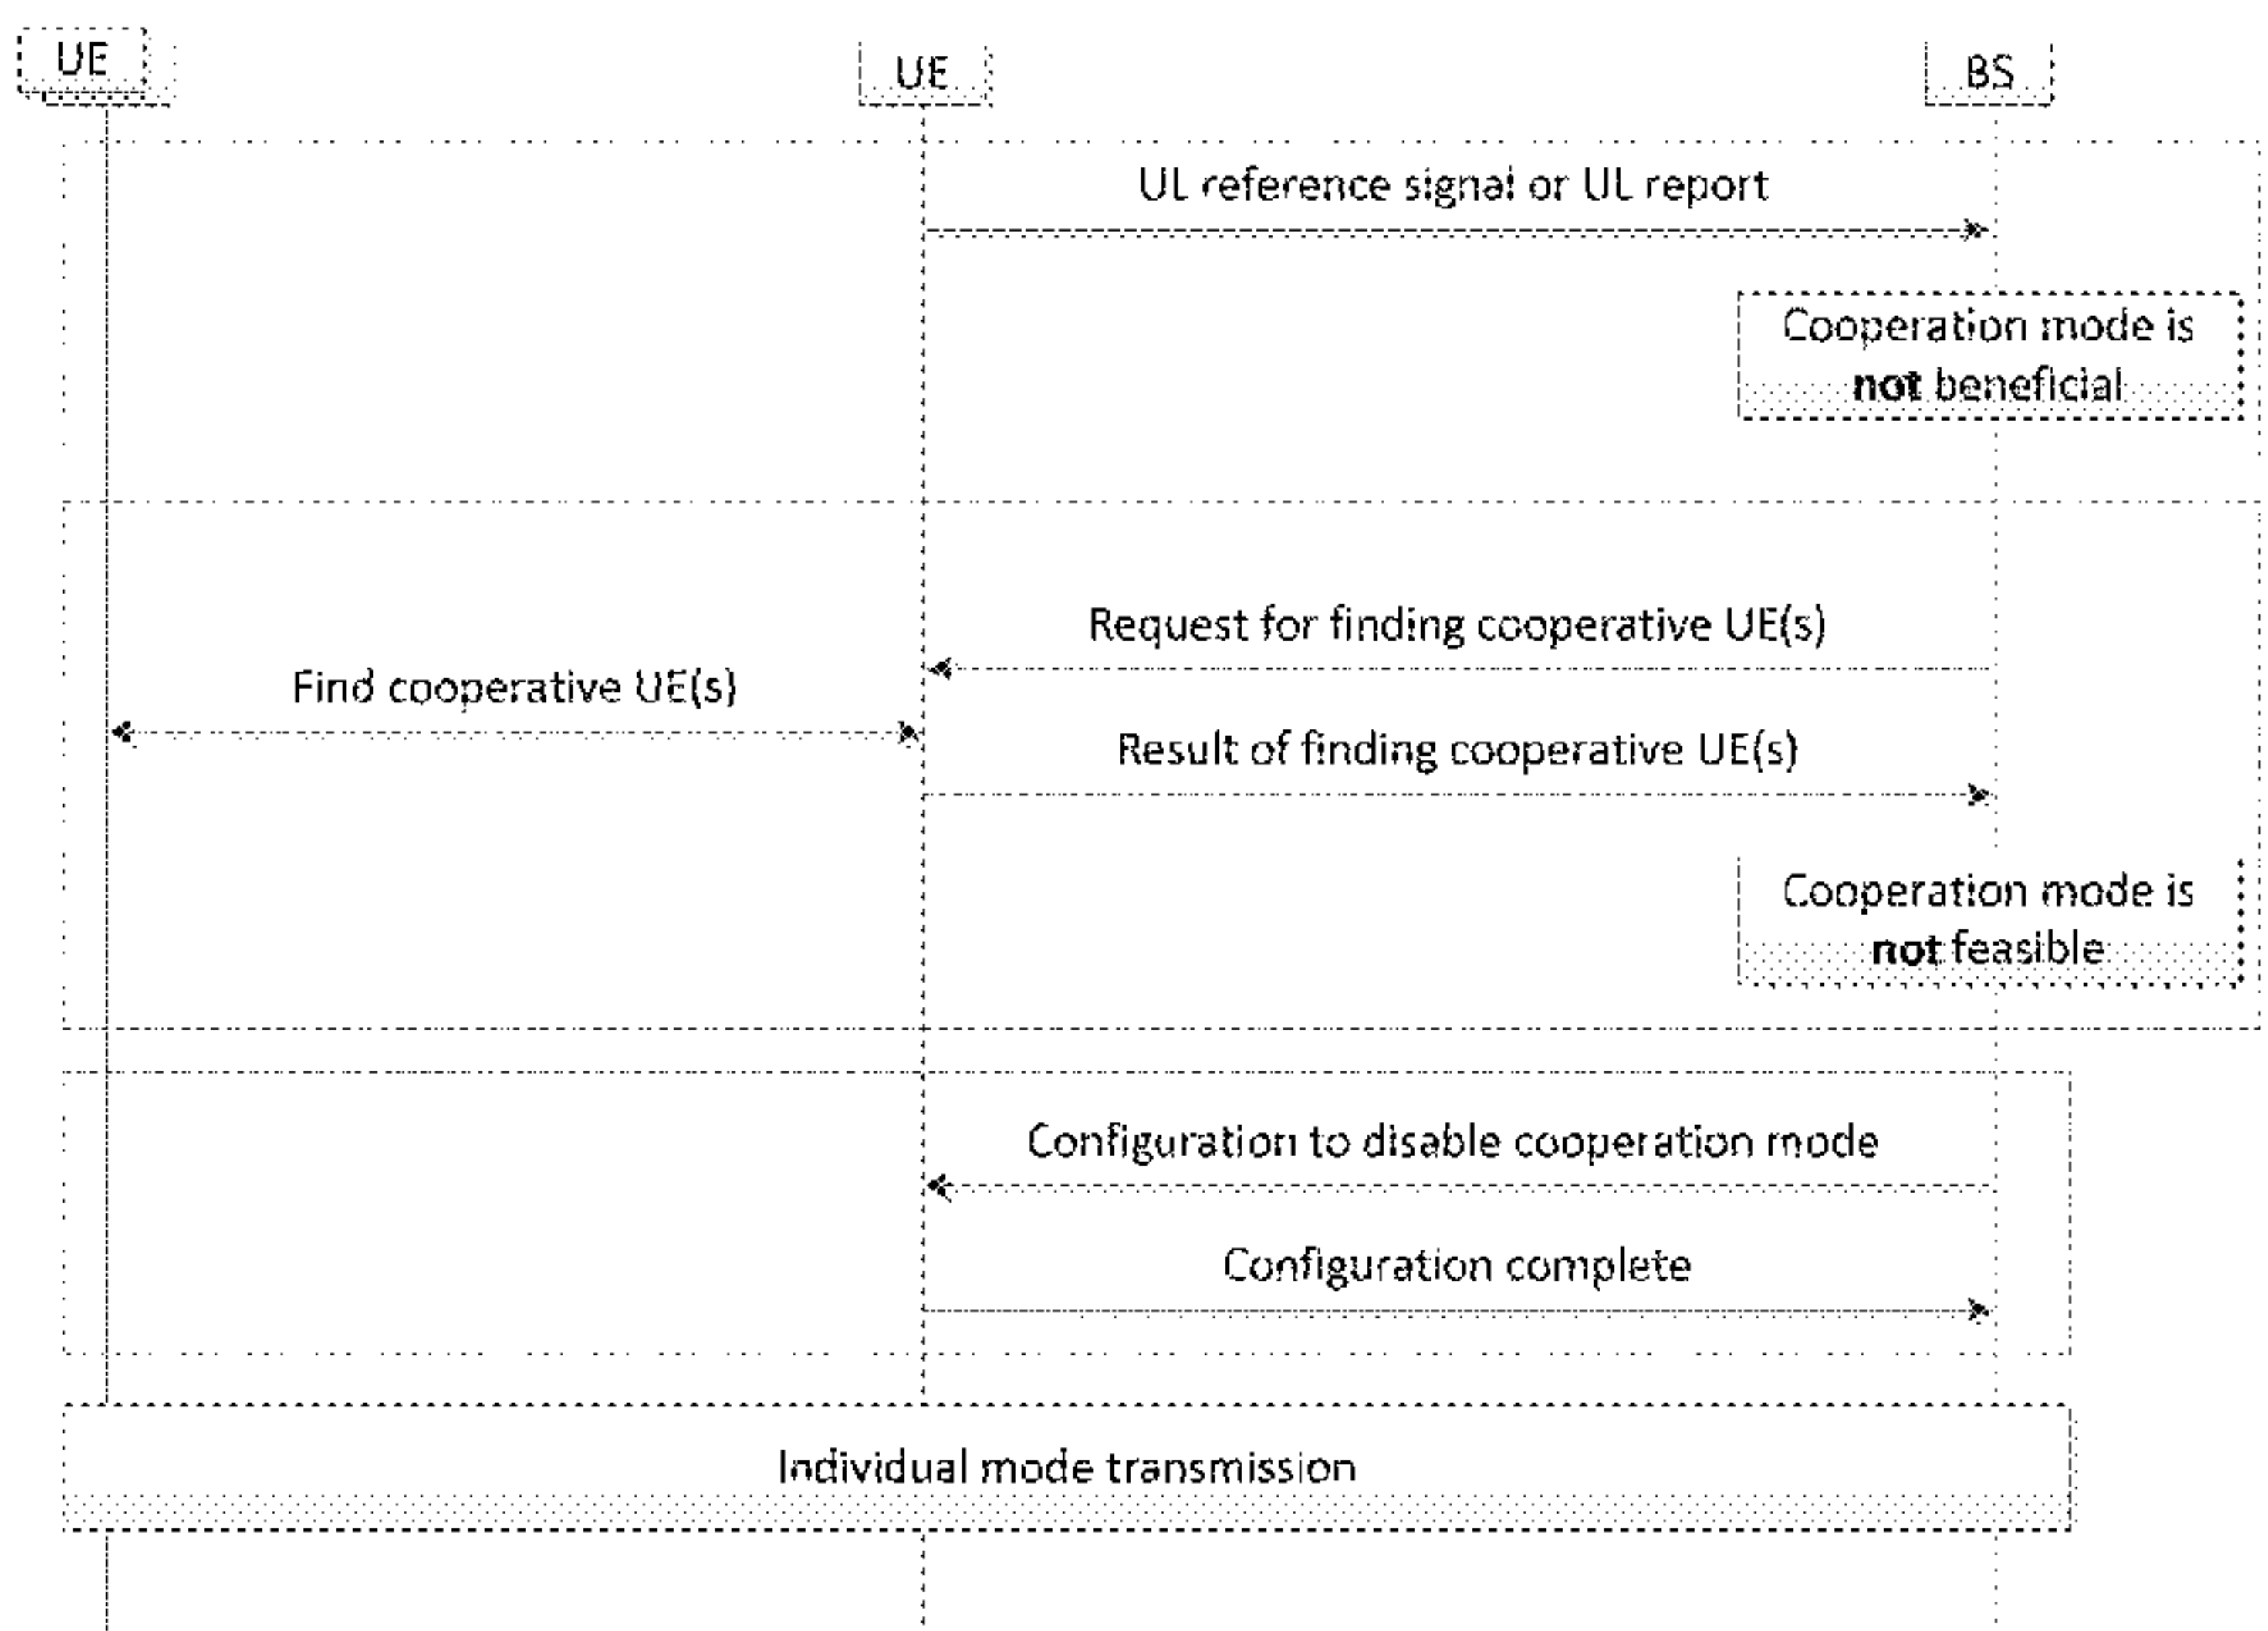 UE
UE
BS
UL reference signal or UL report
Cooperation mode is
not beneficial
Request for finding cooperative UE(s)
Find cooperative UE(s)
Result of finding cooperative UE(s)
Cooperation mode is
not feasible
Configuration to disable cooperation mode
Configuration complete
Individual mode transmission